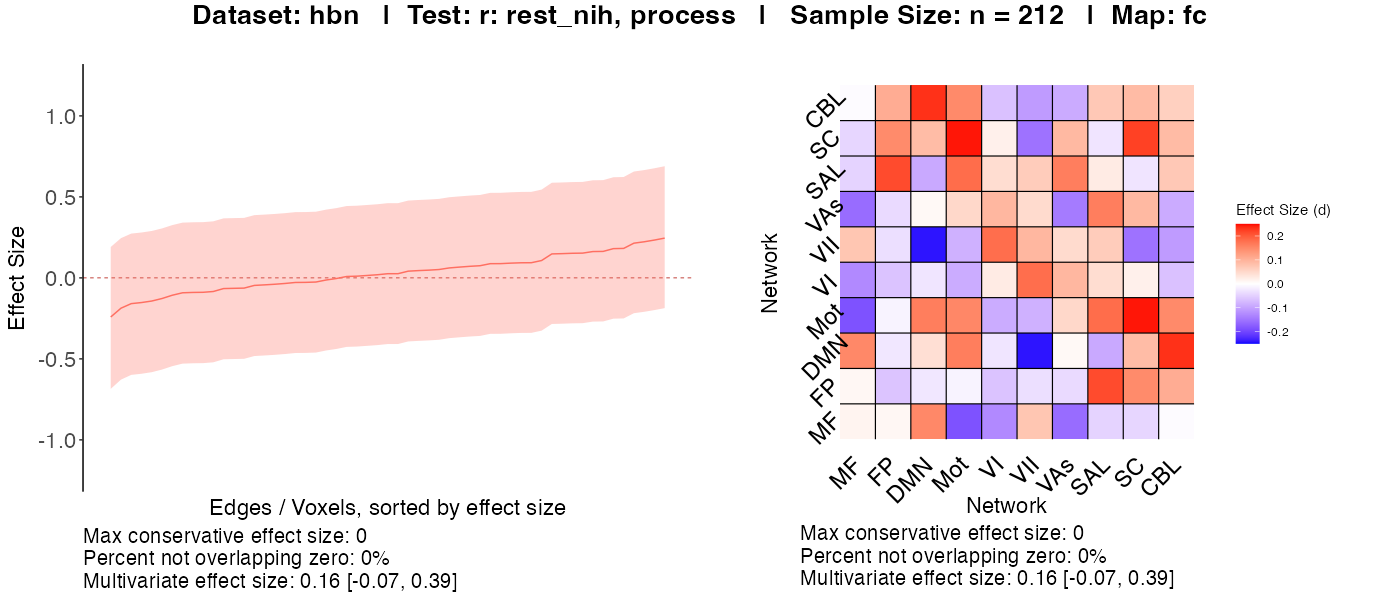 Dataset: hbn | Test: r: rest_nih, process | Sample Size: n = 212 | Map: fc
1.0
0.5
0.0
-0.5
-1.0
Effect Size
Edges / Voxels, sorted by effect size
Max conservative effect size: 0
Percent not overlapping zero: 0%
Multivariate effect size: 0.16 [-0.07, 0.39]
Network
CBL
SC
SAL
VAs
VII
VI
Mot
DMN
FP
MF
MF
FP
DMN
Mot
VI
VII
VAs
SAL
SC
CBL
Network
Effect Size (d)
0.2
0.1
0.0
-0.1
-0.2
Max conservative effect size: 0
Percent not overlapping zero: 0%
Multivariate effect size: 0.16 [-0.07, 0.39]